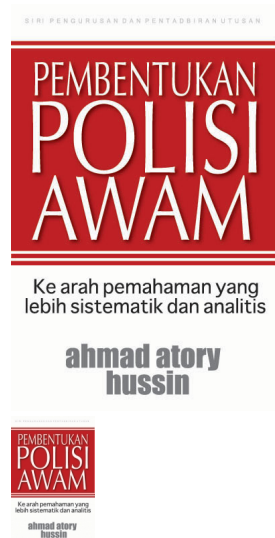 SIRI PENGURUSAN DAN PENTADBIRAN UTUSAN
PEMBENTUKAN
POLISI
AWAM
Ke arah pemahaman yang
lebih sistematik dan analitis
ahmad atory
hussin
PEMBENTUKAN
POLISI
AWAM
Ke arah pemahaman yang
lebih sistematik dan analitis
ahmad atory
hussin